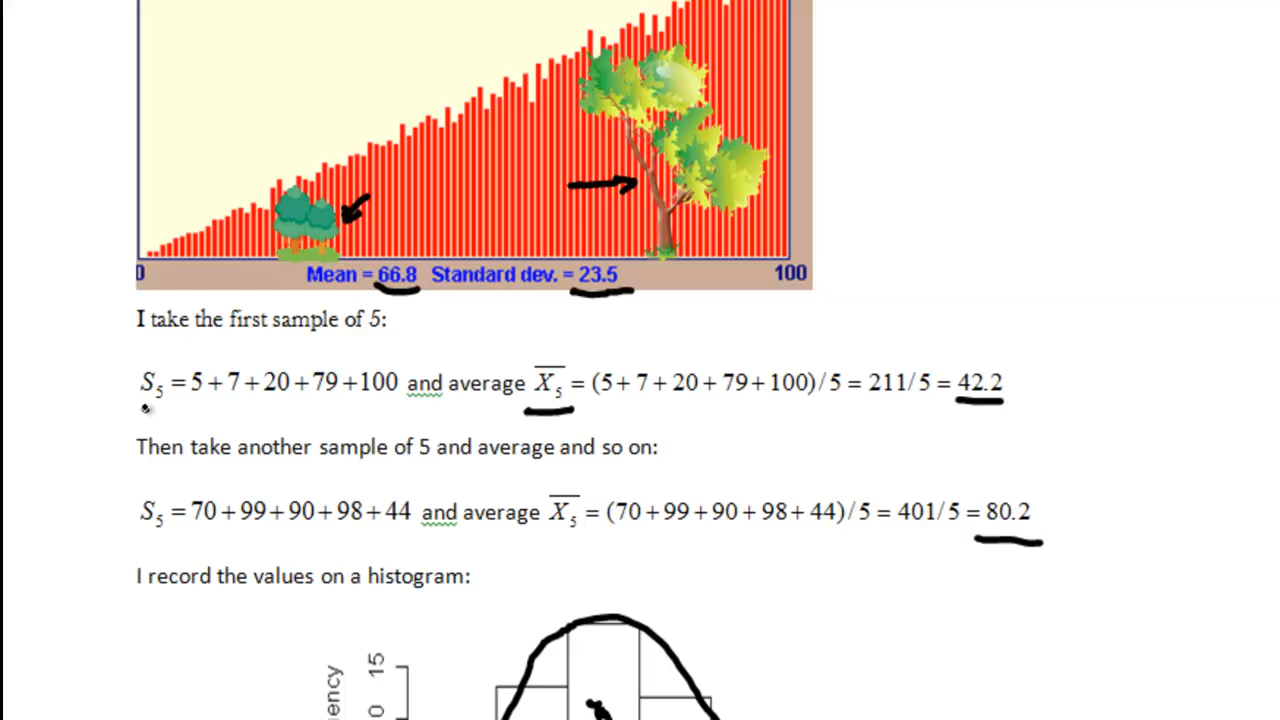 0 Mean = 66.8 Standard dev. = 23.5 100
I take the first sample of 5:
S₅ = 5 + 7 + 20 + 79 + 100 and average X̅₅ = (5 + 7 + 20 + 79 + 100) / 5 = 211 / 5 = 42.2
Then take another sample of 5 and average and so on:
S₅ = 70 + 99 + 90 + 98 + 44 and average X̅₅ = (70 + 99 + 90 + 98 + 44) / 5 = 401 / 5 = 80.2
I record the values on a histogram:
15